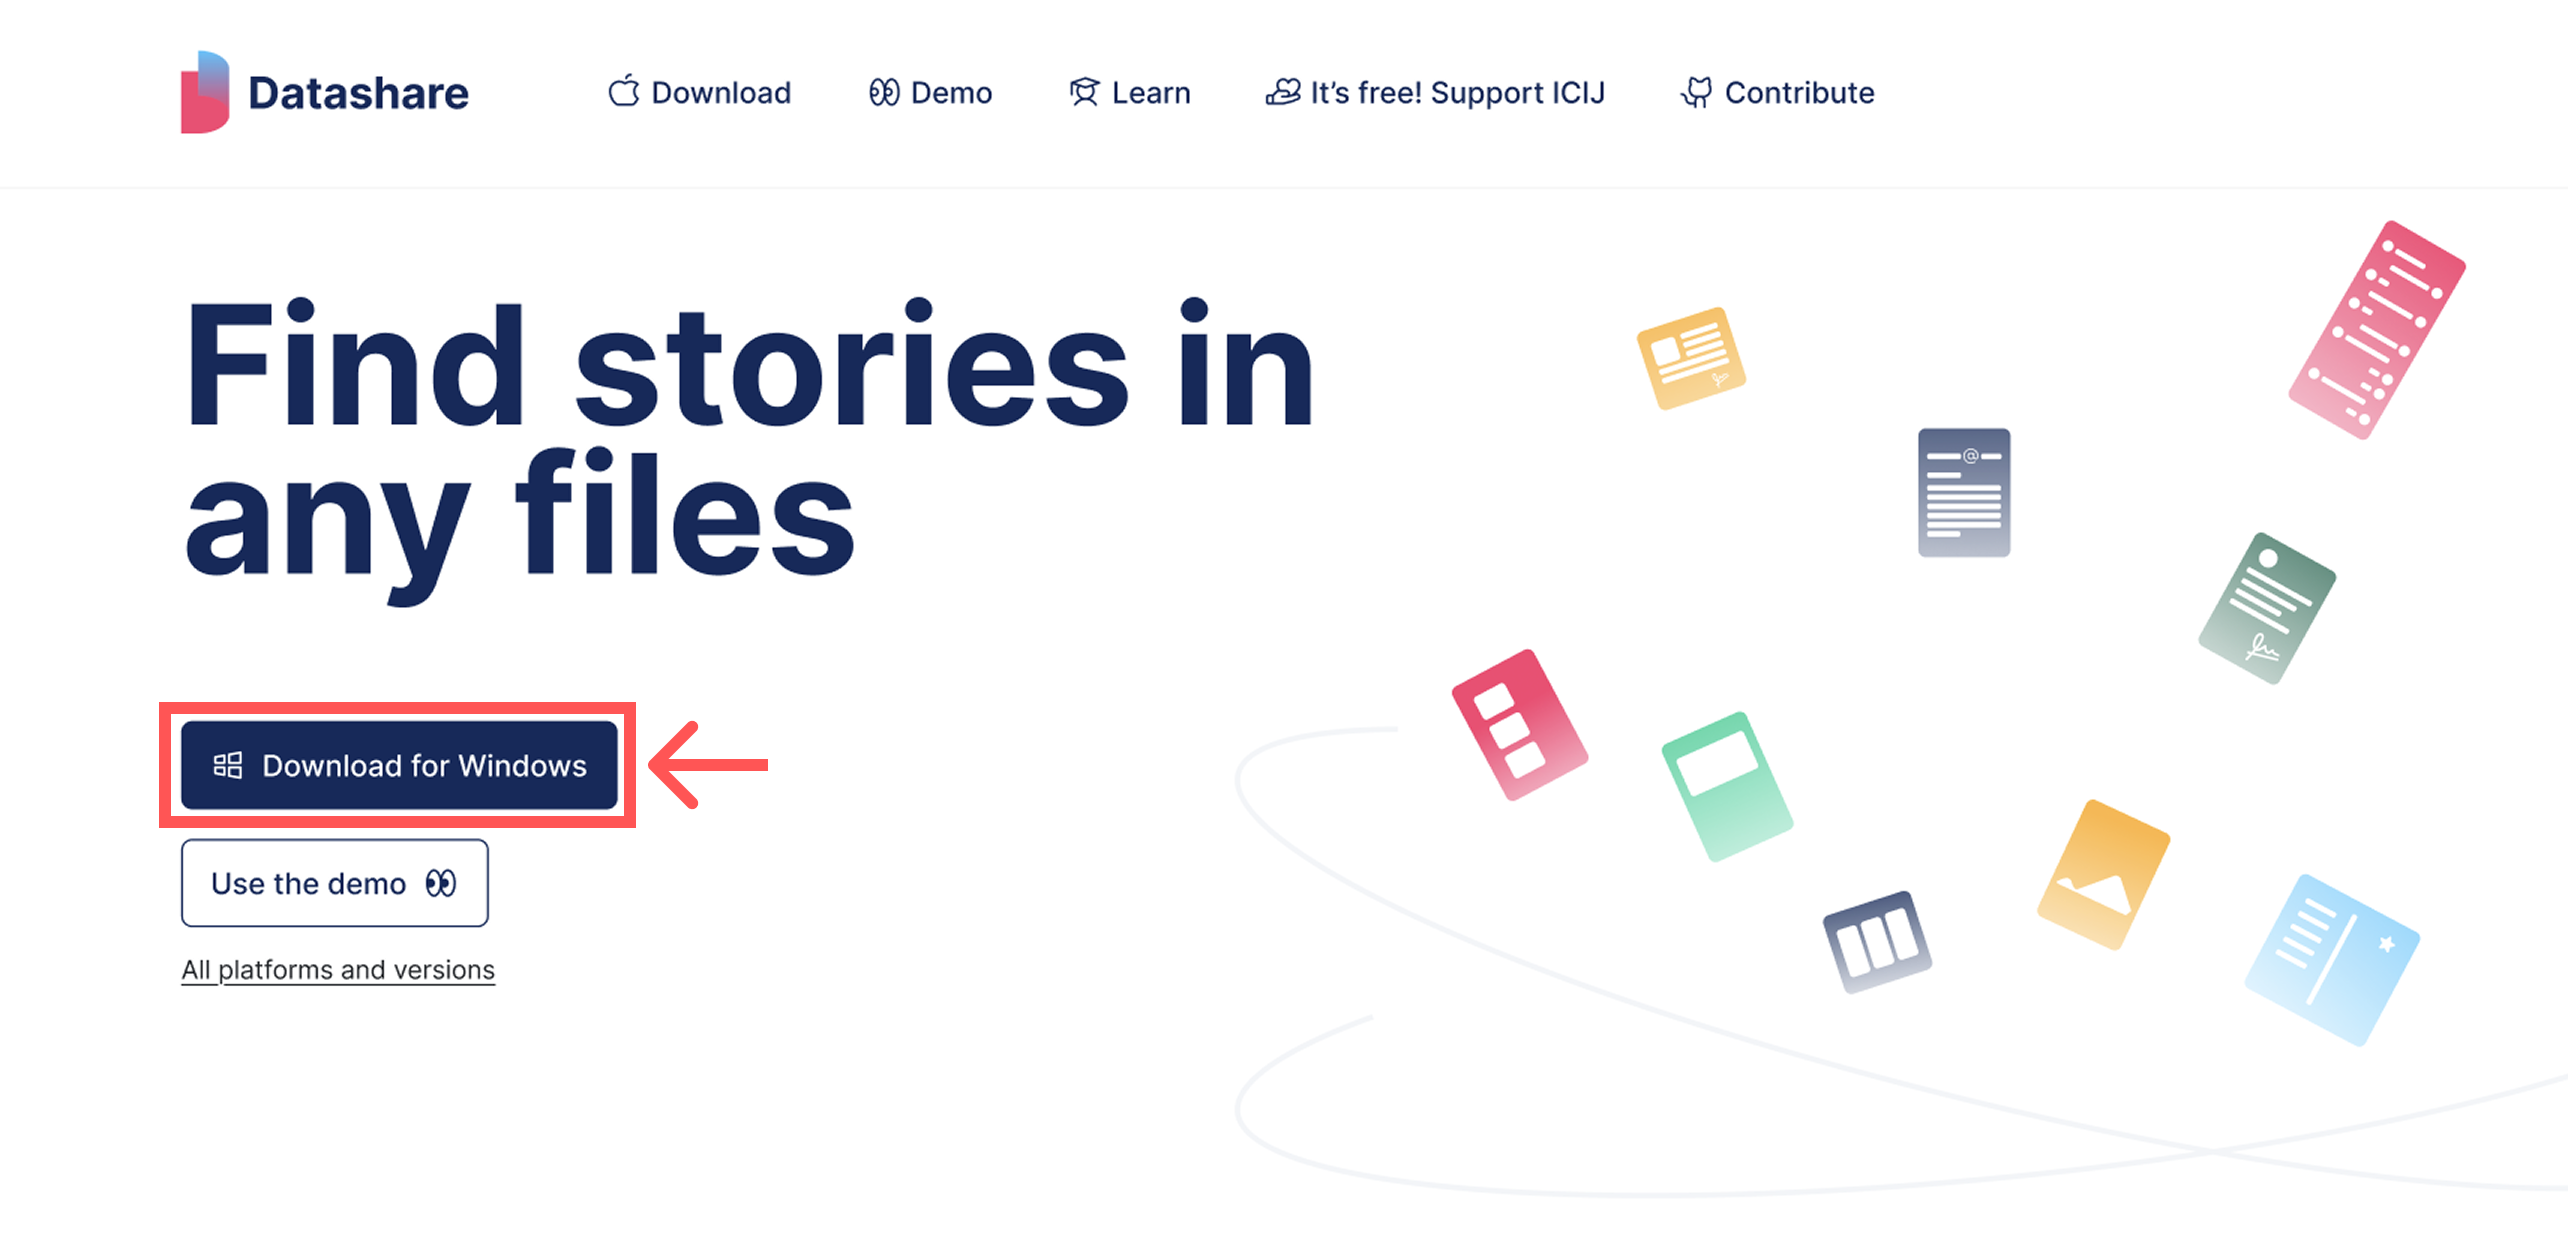 Datashare
Download
Demo
Learn
It’s free! Support ICIJ
Contribute
Find stories in
any files
Download for Windows
Use the demo
All platforms and versions
@